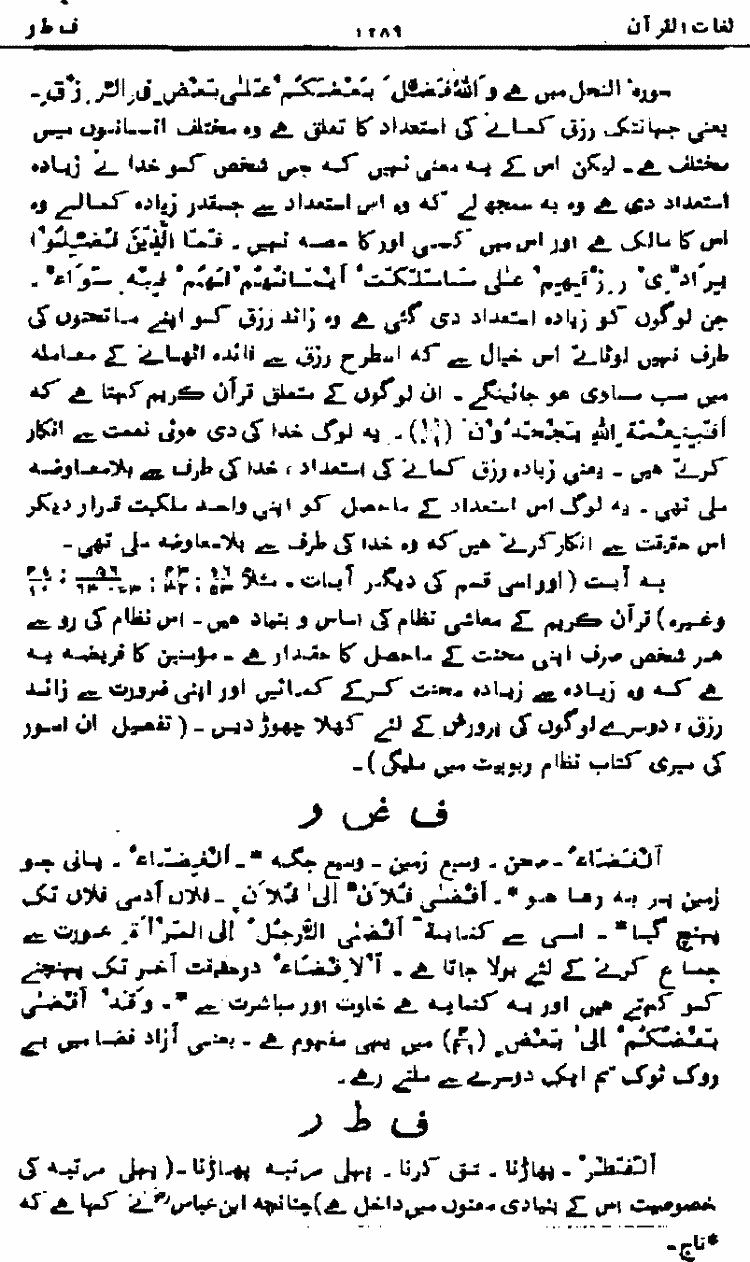 لغات القرآن ۱۲۸۹ ف ط ر
سورہ النحل میں ہے وَاللہُ فَضَّلَ بَعْضَکُمْ عَلٰی بَعْضٍ فِی الرِّزْقِ۔
یعنی جہانتک رزق کمانے کی استعداد کا تعلق ہے وہ مختلف انسانوں میں
مختلف ہے۔ لیکن اس کے یہ معنی نہیں کہ جس شخص کو خدا نے زیادہ
استعداد دی ہے وہ یہ سمجھ لے کہ وہ اس استعداد سے جسقدر زیادہ کمالے وہ
اس کا مالک ہے اور اس میں کسی اور کا حصہ نہیں۔ فَمَا الَّذِیْنَ فُضِّلُوْا
بِرَآدِّیْ رِزْقِہِمْ عَلٰی مَامَلَکَتْ اَیْمَانُہُمْ فَہُمْ فِیْہِ سَوَآءٌ۔
جن لوگوں کو زیادہ استعداد دی گئی ہے وہ زائد رزق کو اپنے ماتحتوں کی
طرف نہیں لوٹاتے اس خیال سے کہ اسطرح رزق سے فائدہ اٹھانے کے معاملہ
میں سب مساوی ہو جائینگے۔ ان لوگوں کے متعلق قرآن کریم کہتا ہے کہ
اَفَبِنِعْمَۃِ اللہِ یَجْحَدُوْنَ (۱۶/۷۱)۔ یہ لوگ خدا کی دی ہوئی نعمت سے انکار
کرتے ہیں۔ یعنی زیادہ رزق کمانے کی استعداد، خدا کی طرف سے بلامعاوضہ
ملی تھی۔ یہ لوگ اس استعداد کے ماحصل کو اپنی واحد ملکیت قرار دیکر
اس حقیقت سے انکار کرتے ہیں کہ وہ خدا کی طرف سے بلامعاوضہ ملی تھی۔
یہ آیت (اور اسی قسم کی دیگر آیات۔ مثلاً
وغیرہ) قرآن کریم کے معاشی نظام کی اساس و بنیاد ہیں۔ اس نظام کی رو سے
ہر شخص صرف اپنی محنت کے ماحصل کا حقدار ہے۔ مؤمنین کا فریضہ یہ
ہے کہ وہ زیادہ سے زیادہ محنت کرکے کمائیں اور اپنی ضرورت سے زائد
رزق، دوسرے لوگوں کی پرورش کے لئے کھلا چھوڑ دیں۔ (تفصیل ان امور
کی میری کتاب نظام ربوبیت میں ملیگی)۔
ف ض و
اَلْفَضَاءُ۔ صحن۔ وسیع زمین۔ وسیع جگہ*۔ اَلْفِضَاءُ۔ پانی جو
زمین پر بہ رہا ہو*۔ اَفْضٰی فُلَانٌ اِلٰی فُلَانٍ۔ فلاں آدمی فلاں تک
پہنچ گیا*۔ اسی سے کنایۃً اَفْضَی الرَّجُلُ اِلَی الْمَرْأَۃِ عورت سے
جماع کرنے کے لئے بولا جاتا ہے۔ اَلْاِفْضَاءُ درحقیقت آخر تک پہنچنے
کو کہتے ہیں اور یہ کنایہ ہے خلوت اور مباشرت سے*۔ وَقَدْ اَفْضٰی
بَعْضُکُمْ اِلٰی بَعْضٍ (۴/۲۱) میں یہی مفہوم ہے۔ یعنی آزاد فضا میں بے
روک ٹوک تم ایک دوسرے سے ملتے رہے۔
ف ط ر
اَلْفَطْرُ۔ پھاڑنا۔ شق کرنا۔ پہلی مرتبہ پھاڑنا۔ (پہلی مرتبہ کی
خصوصیت اس کے بنیادی معنوں میں داخل ہے) چنانچہ ابن عباسؓ نے کہا ہے کہ
*تاج۔